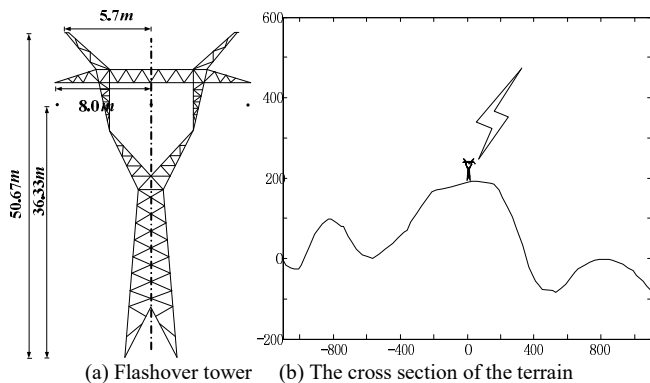 5.7m
8.0m
50.67m
36.33m
600
400
200
0
-200
-800
-400
0
400
800
(a) Flashover tower
(b) The cross section of the terrain